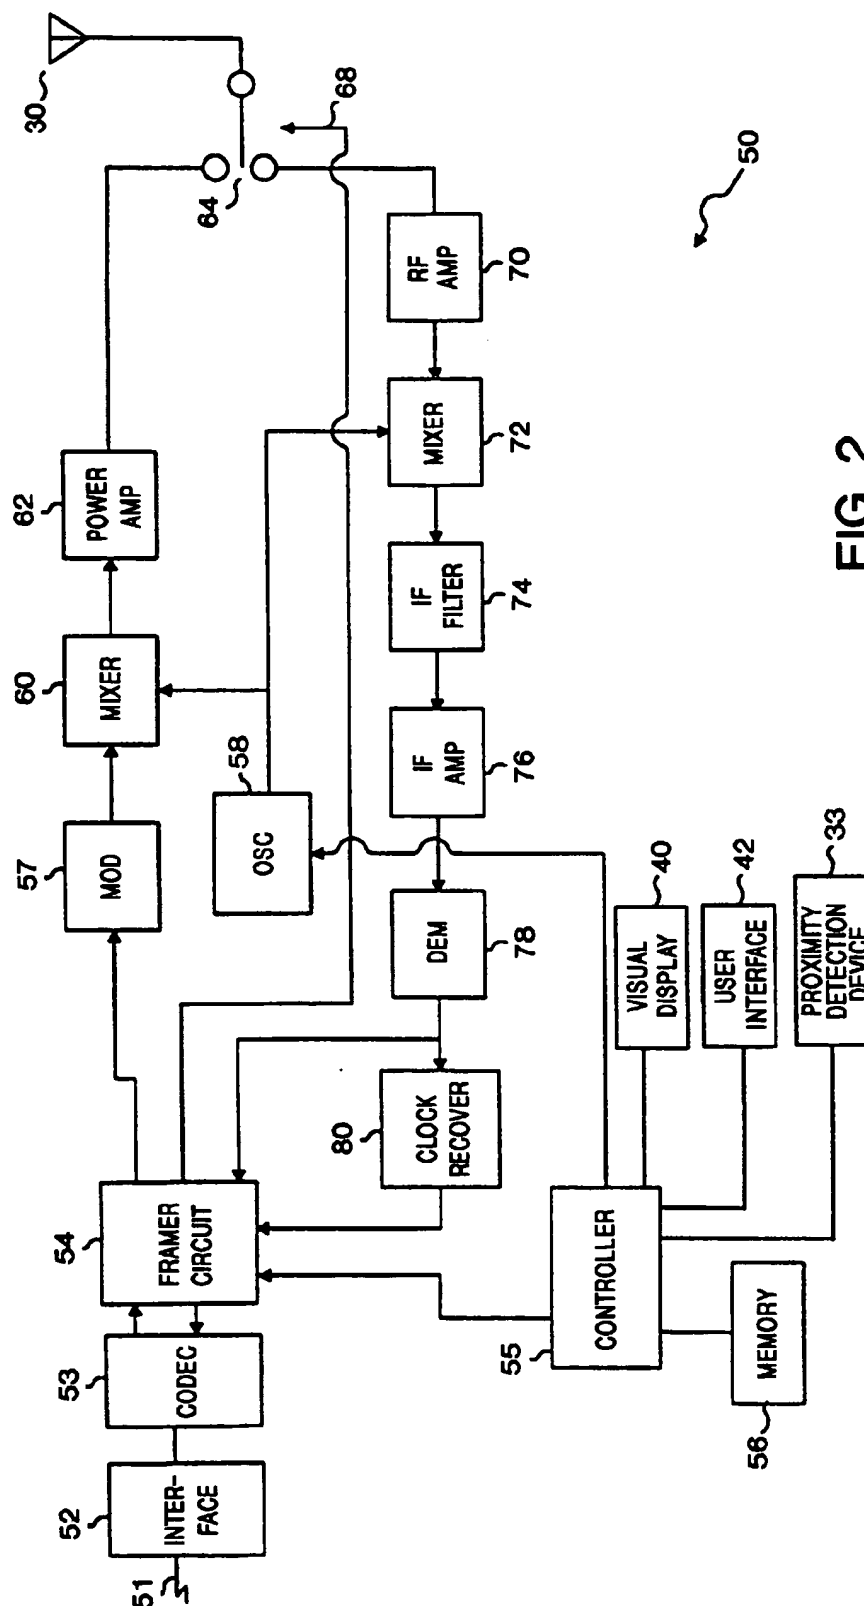 30
64
68
50
62
POWER
AMP
RF
AMP
70
60
MIXER
MIXER
72
57
MOD
58
OSC
IF
FILTER
74
IF
AMP
76
54
FRAMER
CIRCUIT
DEM
78
80
CLOCK
RECOVER
53
CODEC
52
INTER-
FACE
51
55
CONTROLLER
VISUAL
DISPLAY
40
USER
INTERFACE
42
PROXIMITY
DETECTION
DEVICE
33
MEMORY
56
FIG. 2